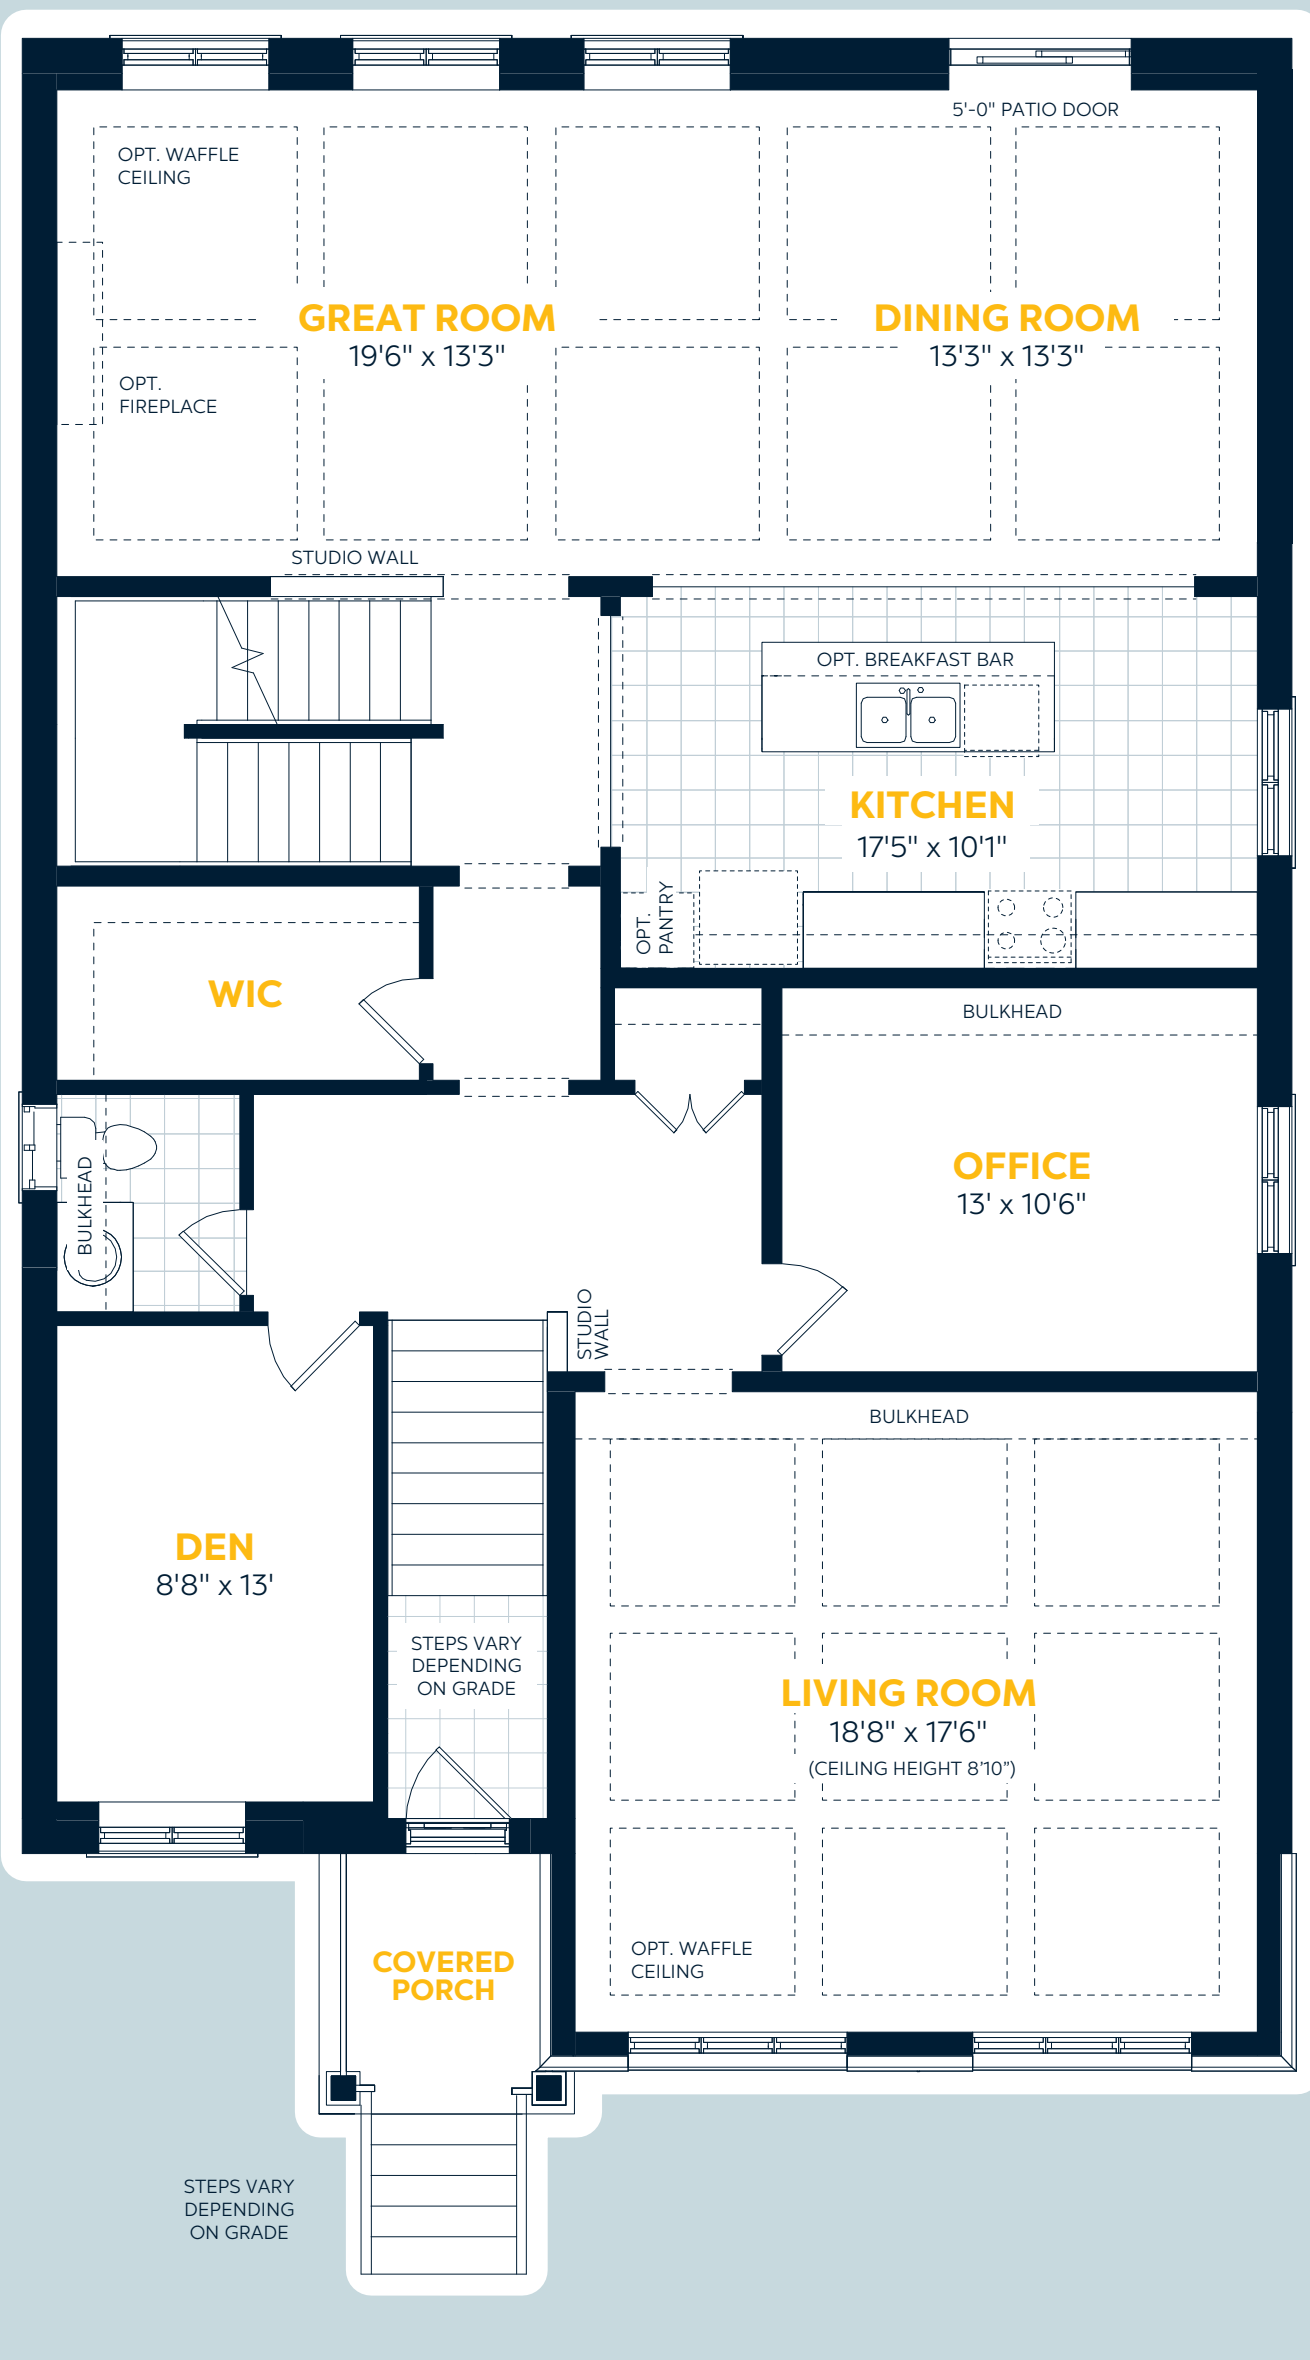 5'-0" PATIO DOOR
OPT. WAFFLE
CEILING
GREAT ROOM
19'6" x 13'3"
DINING ROOM
13'3" x 13'3"
OPT.
FIREPLACE
STUDIO WALL
OPT. BREAKFAST BAR
KITCHEN
17'5" x 10'1"
OPT.
PANTRY
WIC
BULKHEAD
OFFICE
13' x 10'6"
BULKHEAD
STUDIO
WALL
BULKHEAD
DEN
8'8" x 13'
STEPS VARY
DEPENDING
ON GRADE
LIVING ROOM
18'8" x 17'6"
(CEILING HEIGHT 8’10”)
OPT. WAFFLE
CEILING
COVERED
PORCH
STEPS VARY
DEPENDING
ON GRADE